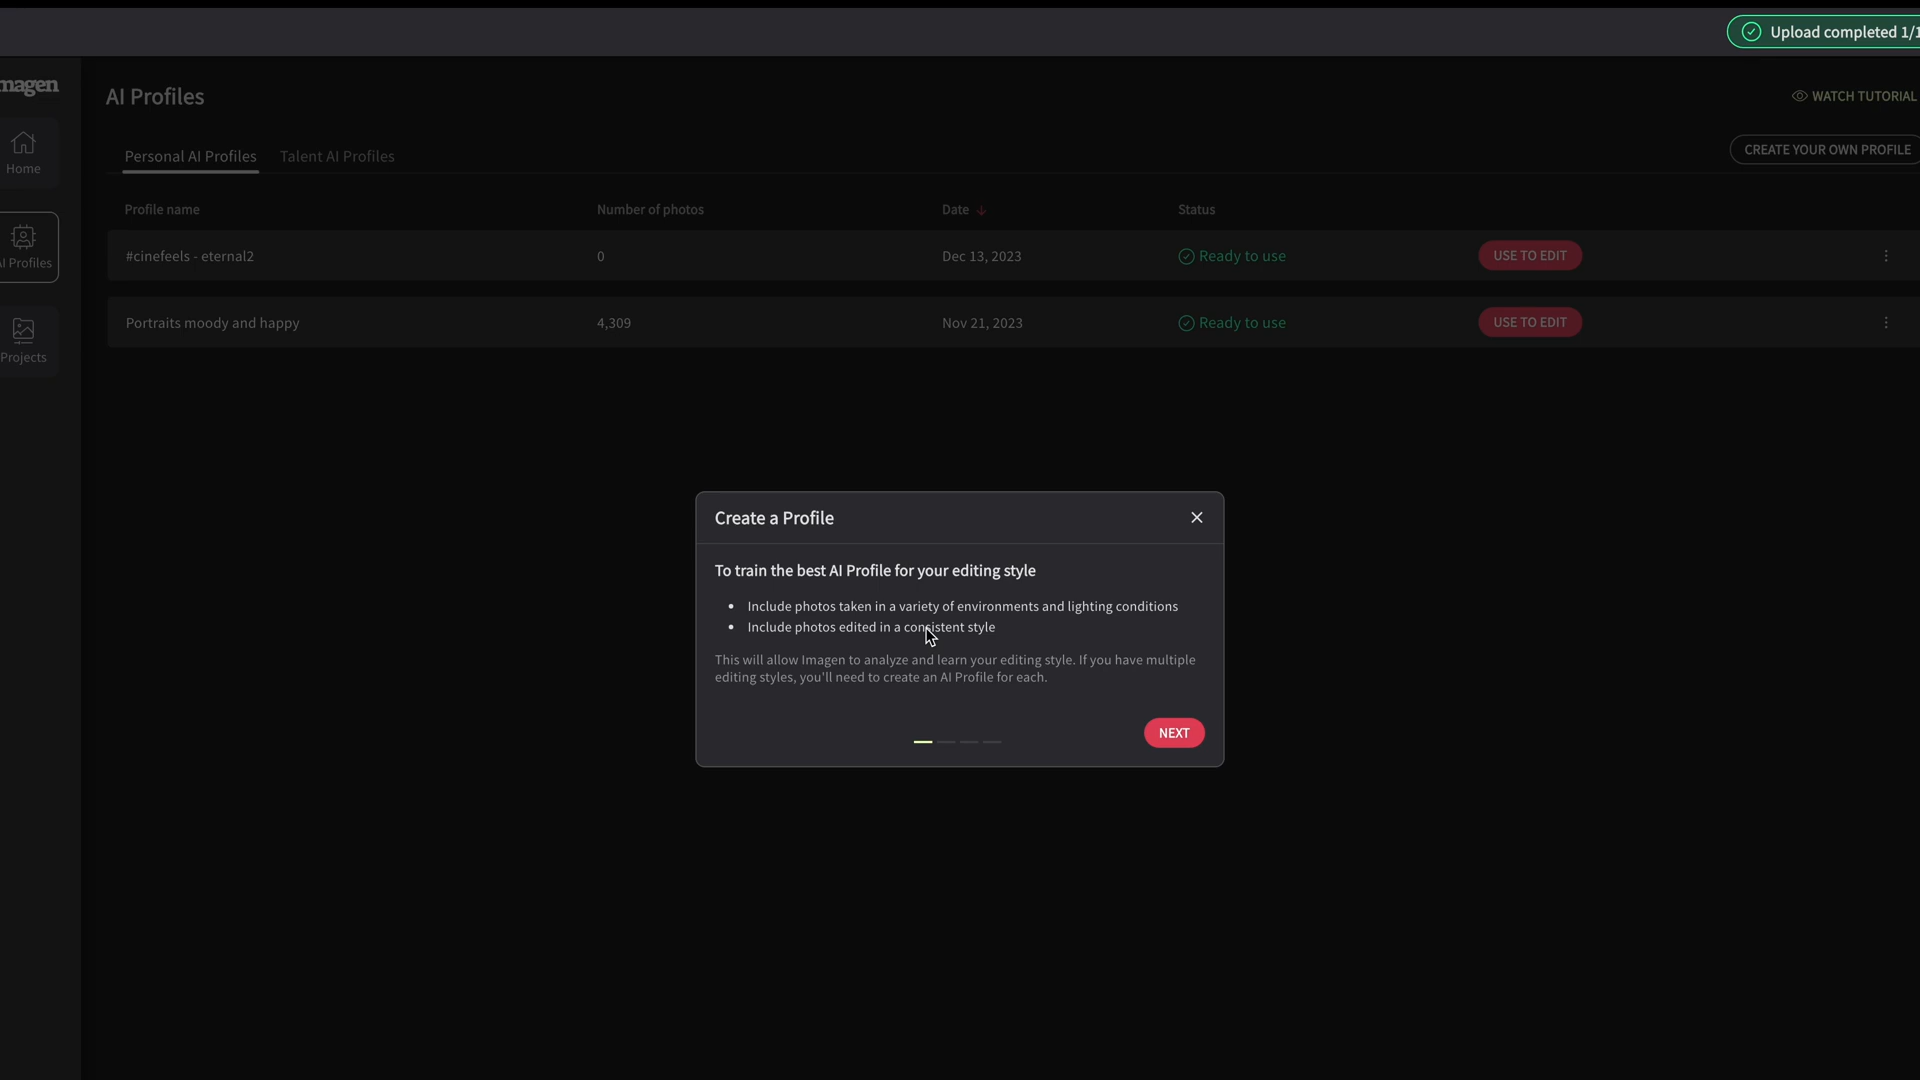 Upload completed 1/1
magen
AI Profiles
WATCH TUTORIAL
Home
Personal AI Profiles
Talent AI Profiles
CREATE YOUR OWN PROFILE
Profile name
Number of photos
Date
Status
AI Profiles
#cinefeels - eternal2
0
Dec 13, 2023
Ready to use
USE TO EDIT
Portraits moody and happy
4,309
Nov 21, 2023
Ready to use
USE TO EDIT
Projects
Create a Profile
To train the best AI Profile for your editing style
• Include photos taken in a variety of environments and lighting conditions
• Include photos edited in a consistent style
This will allow Imagen to analyze and learn your editing style. If you have multiple
editing styles, you'll need to create an AI Profile for each.
NEXT